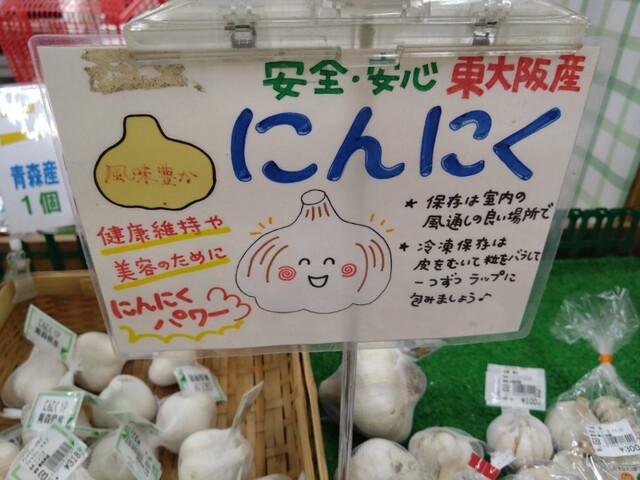 安全・安心 東大阪産
にんにく
風味豊か
健康維持や
美容のために
にんにく
パワー
★ 保存は室内の
風通しの良い場所で
★ 冷凍保存は
皮をむいて粒をバラして
一つずつラップに
包みましょう♪
青森産
1個